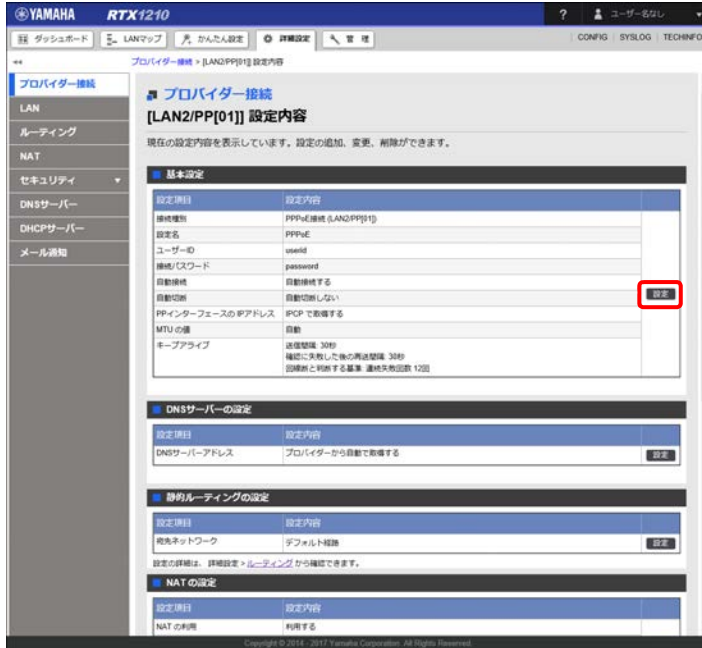 YAMAHA RTX1210 ? ユーザー名なし
ダッシュボード LANマップ かんたん設定 詳細設定 管理 CONFIG SYSLOG TECHINFO
プロバイダー接続 > [LAN2/PP[01]] 設定内容
プロバイダー接続
LAN
ルーティング
NAT
セキュリティ
DNSサーバー
DHCPサーバー
メール通知
プロバイダー接続
[LAN2/PP[01]] 設定内容
現在の設定内容を表示しています。設定の追加、変更、削除ができます。
基本設定
設定項目 設定内容
接続種別 PPPoE接続 (LAN2/PP[01])
設定名 PPPoE
ユーザーID userid
接続パスワード password
自動接続 自動接続する
自動切断 自動切断しない
設定
PPインターフェースのIPアドレス IPCP で取得する
MTU の値 自動
キープアライブ 送信間隔: 30秒
確認に失敗した後の再送間隔: 30秒
回線断と判断する基準: 連続失敗回数 12回
DNSサーバーの設定
設定項目 設定内容
DNSサーバーアドレス プロバイダーから自動で取得する 設定
静的ルーティングの設定
設定項目 設定内容
宛先ネットワーク デフォルト経路 設定
設定の詳細は、詳細設定 > ルーティング から確認できます。
NAT の設定
設定項目 設定内容
NAT の利用 利用する
Copyright © 2014 - 2017 Yamaha Corporation. All Rights Reserved.